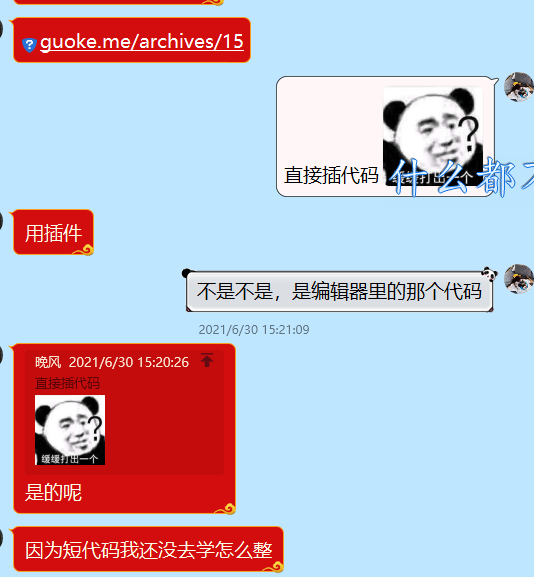 guoke.me/archives/15
?
直接插代码
缓缓打出一个
什么都
用插件
不是不是，是编辑器里的那个代码
2021/6/30 15:21:09
晚风 2021/6/30 15:20:26
直接插代码
?
缓缓打出一个
是的呢
因为短代码我还没去学怎么整